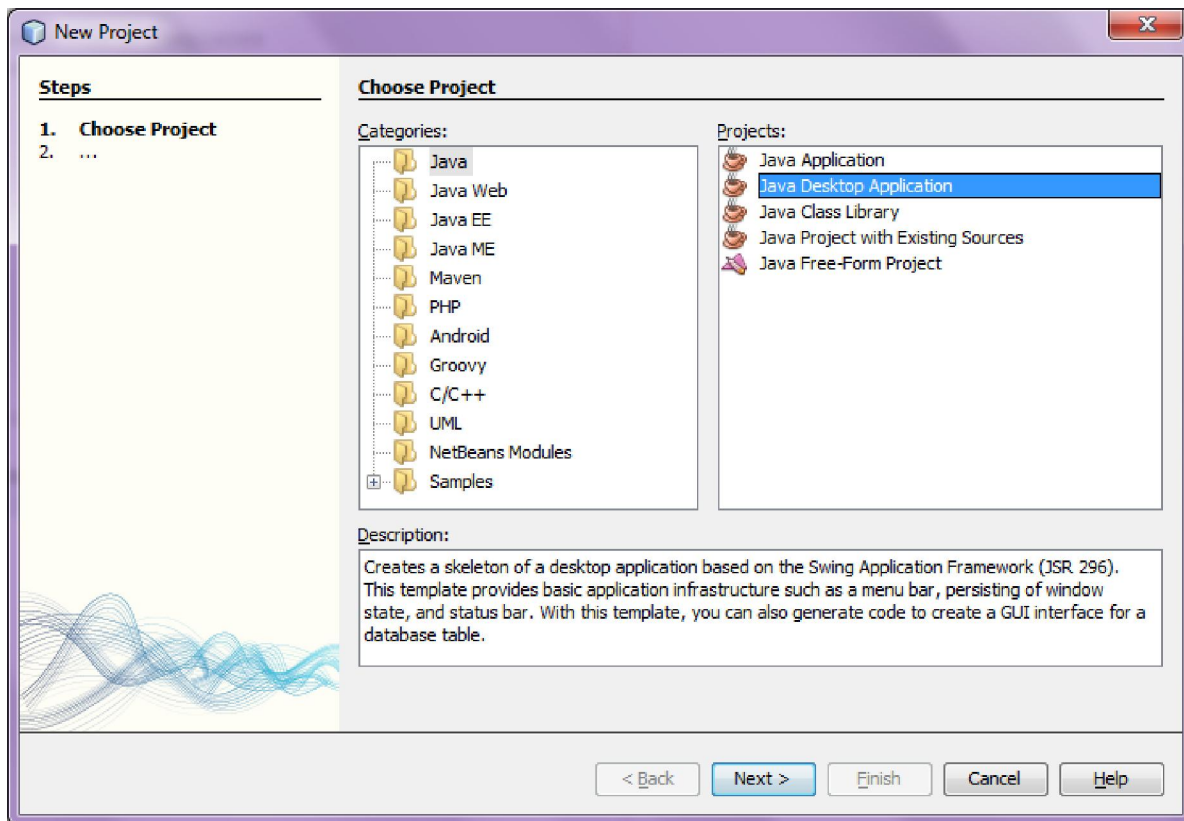 New Project
Steps
1. Choose Project
2. ...
Choose Project
Categories:
Java
Java Web
Java EE
Java ME
Maven
PHP
Android
Groovy
C/C++
UML
NetBeans Modules
Samples
Projects:
Java Application
Java Desktop Application
Java Class Library
Java Project with Existing Sources
Java Free-Form Project
Description:
Creates a skeleton of a desktop application based on the Swing Application Framework (JSR 296).
This template provides basic application infrastructure such as a menu bar, persisting of window
state, and status bar. With this template, you can also generate code to create a GUI interface for a
database table.
< Back
Next >
Finish
Cancel
Help